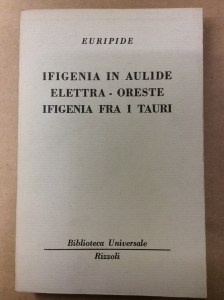 EURIPIDE
IFIGENIA IN AULIDE
ELETTRA - ORESTE
IFIGENIA FRA I TAURI
Biblioteca Universale
Rizzoli